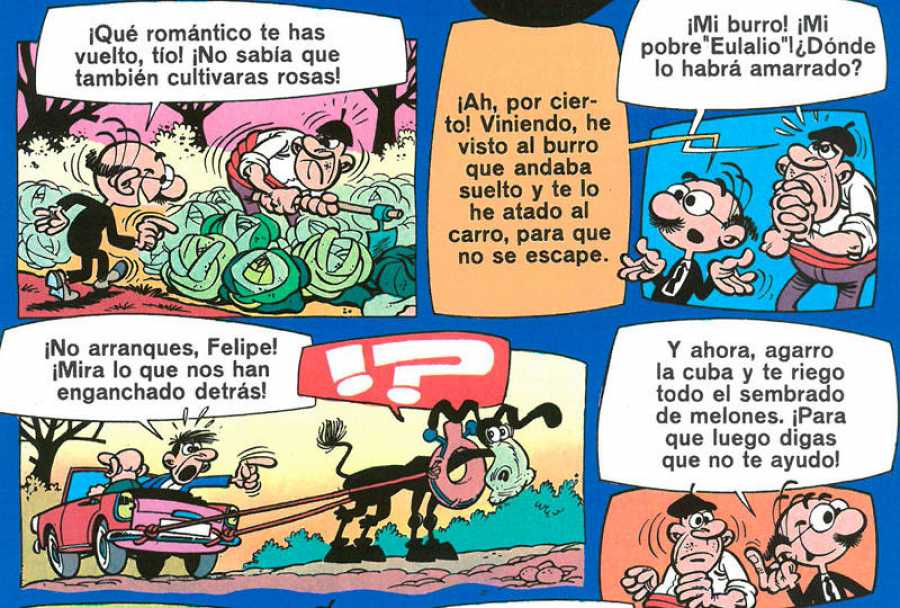 ¡Qué romántico te has
vuelto, tío! ¡No sabía que
también cultivaras rosas!
¡Ah, por cier-
to! Viniendo, he
visto al burro
que andaba
suelto y te lo
he atado al
carro, para que
no se escape.
¡Mi burro! ¡Mi
pobre"Eulalio"!¿Dónde
lo habrá amarrado?
¡No arranques, Felipe!
¡Mira lo que nos han
enganchado detrás!
!?
Y ahora, agarro
la cuba y te riego
todo el sembrado
de melones. ¡Para
que luego digas
que no te ayudo!